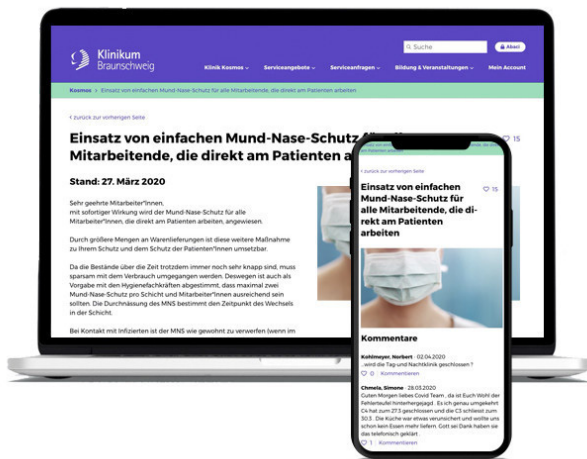 Klinikum
Braunschweig
Suche
Abaci
Klinik Kosmos
Serviceangebote
Serviceanfragen
Bildung & Veranstaltungen
Mein Account
Kosmos > Einsatz von einfachen Mund-Nase-Schutz für alle Mitarbeitende, die direkt am Patienten arbeiten
‹ zurück zur vorherigen Seite
Einsatz von einfachen Mund-Nase-Schutz
15
Mitarbeitende, die direkt am Patienten a
Stand: 27. März 2020
Sehr geehrte Mitarbeiter*innen,
mit sofortiger Wirkung wird der Mund-Nase-Schutz für alle
Mitarbeiter*innen, die direkt am Patienten arbeiten, angewiesen.
Durch größere Mengen an Warenlieferungen ist diese weitere Maßnahme
zu Ihrem Schutz und dem Schutz der Patienten*innen umsetzbar.
Da die Bestände über die Zeit trotzdem immer noch sehr knapp sind, muss
sparsam mit dem Verbrauch umgegangen werden. Deswegen ist auch als
Vorgabe mit den Hygienefachkräften abgestimmt, dass maximal zwei
Mund-Nase-Schutz pro Schicht und Mitarbeiter*innen ausreichend sein
sollten. Die Durchnässung des MNS bestimmt den Zeitpunkt des Wechsels
in der Schicht.
Bei Kontakt mit Infizierten ist der MNS wie gewohnt zu verwerfen (wenn im
‹ zurück zur vorherigen Seite
Einsatz von einfachen
15
Mund-Nase-Schutz für
alle Mitarbeitende, die di-
rekt am Patienten
arbeiten
Kommentare
Kohlmeyer, Norbert · 02.04.2020
...wird die Tag-und Nachtklinik geschlossen ?
0 | Kommentieren
Chmela, Simone · 28.03.2020
Guten Morgen liebes Covid Team , da ist Euch Wohl der
Fehlerteufel hinterhergejagd . Es ich genau umgekehrt
C4 hat zum 27.3 geschlossen und die C3 schliesst zum
30.3 . Die Küche war etwas verunsichert und wollte uns
schon kein Essen mehr liefern. Gott sei Dank haben sie
das telefonisch geklärt .
1 | Kommentieren